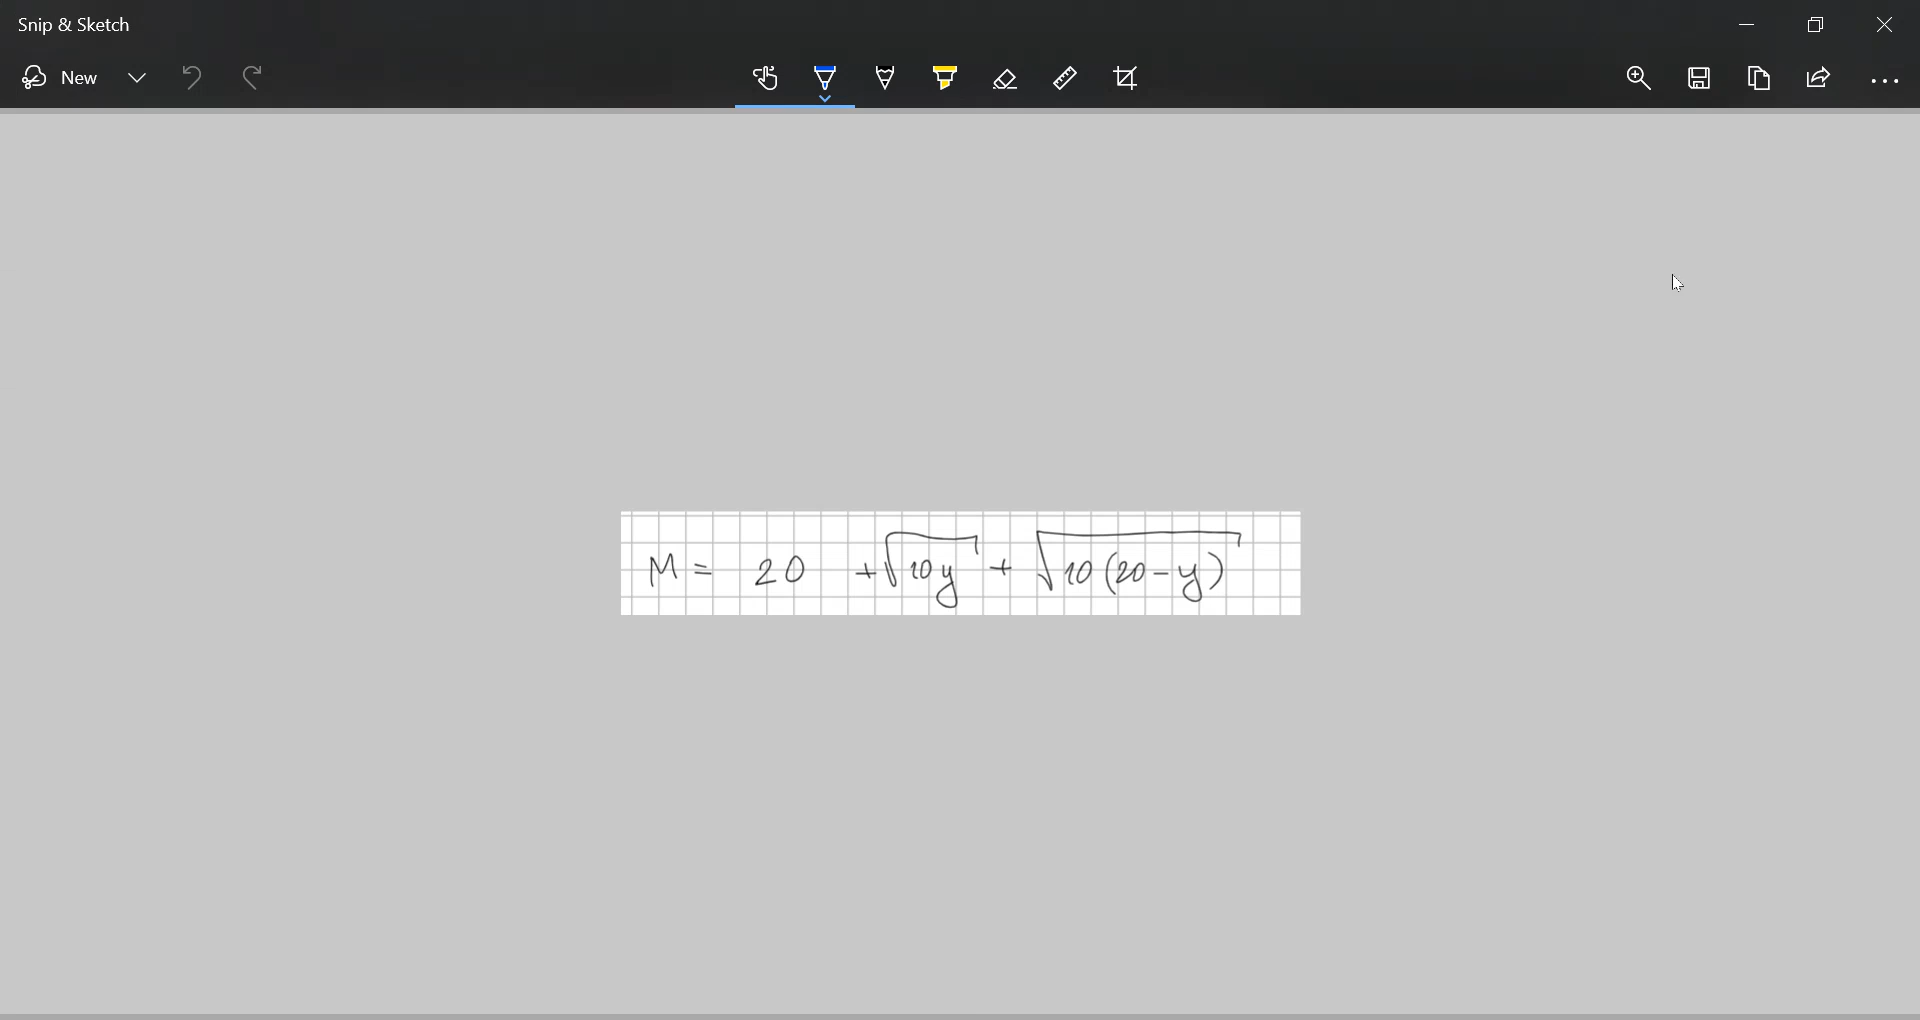 Snip & Sketch
New
M = 20 + √10y + √10(20-y)